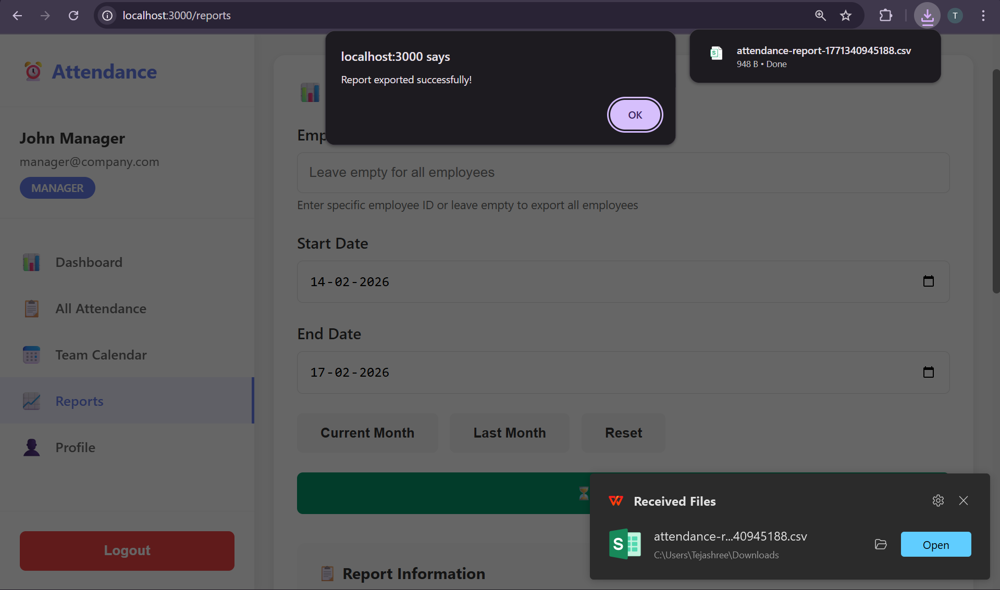 localhost:3000/reports
T
attendance-report-1771340945188.csv
948 B • Done
localhost:3000 says
Report exported successfully!
OK
Attendance
John Manager
manager@company.com
MANAGER
Dashboard
All Attendance
Team Calendar
Reports
Profile
Logout
Emp
Leave empty for all employees
Enter specific employee ID or leave empty to export all employees
Start Date
14-02-2026
End Date
17-02-2026
Current Month
Last Month
Reset
Report Information
Received Files
S
attendance-r...40945188.csv
C:\Users\Tejashree\Downloads
Open